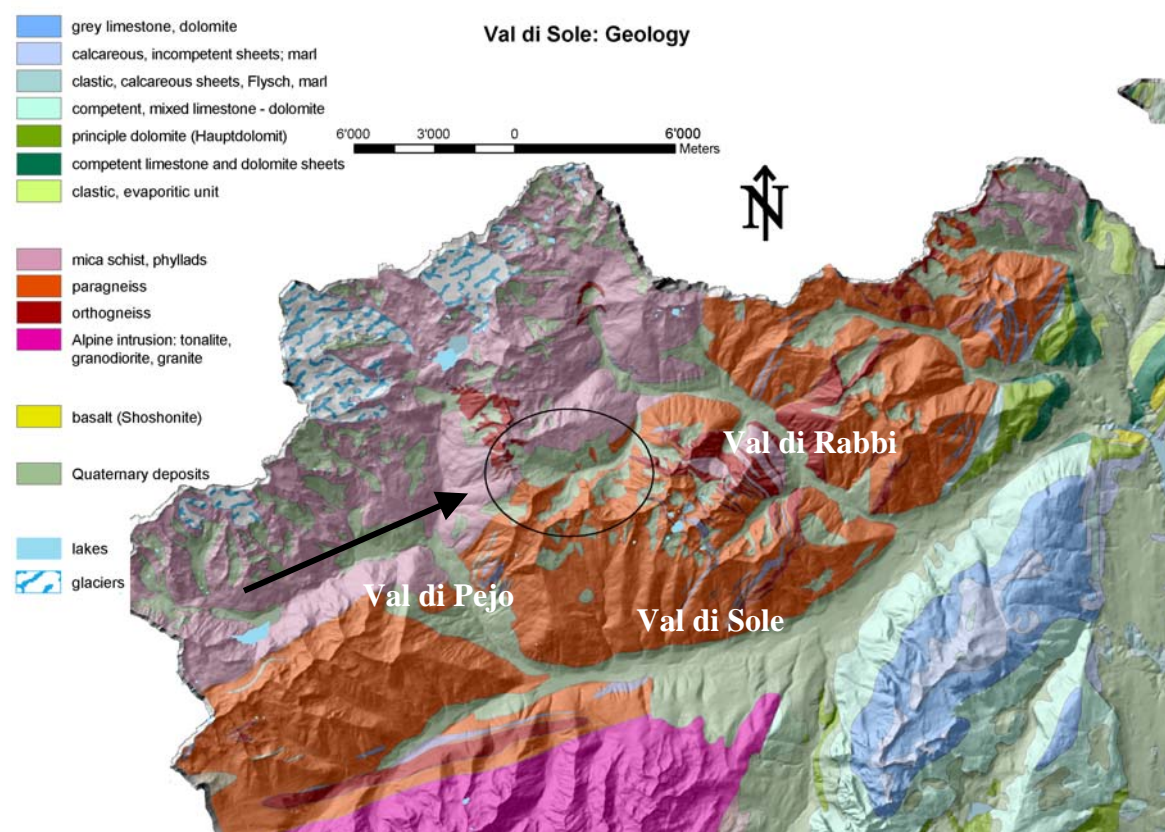 Val di Sole: Geology
grey limestone, dolomite
calcareous, incompetent sheets; marl
clastic, calcareous sheets, Flysch, marl
competent, mixed limestone - dolomite
principle dolomite (Hauptdolomit)
competent limestone and dolomite sheets
clastic, evaporitic unit
mica schist, phyllads
paragneiss
orthogneiss
Alpine intrusion: tonalite,
granodiorite, granite
basalt (Shoshonite)
Quaternary deposits
lakes
glaciers
6'000 3'000 0 6'000
Meters
N
Val di Rabbi
Val di Pejo
Val di Sole